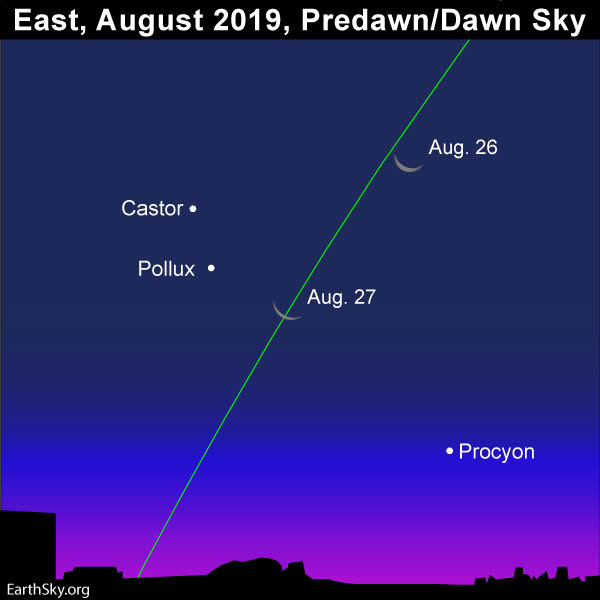 East, August 2019, Predawn/Dawn Sky
Aug. 26
Castor
Pollux
Aug. 27
Procyon
EarthSky.org